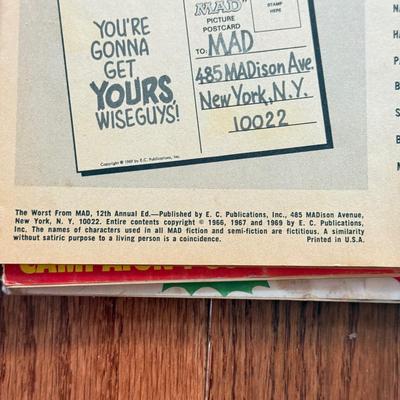 MAD
PICTURE
POSTCARD
STAMP
HERE
YOU'RE
GONNA
GET
YOURS
WISEGUYS!
TO: MAD
485 MADison Ave.
New York, N.Y.
10022
Copyright © 1969 by E.C. Publications, Inc.
The Worst From MAD, 12th Annual Ed.—Published by E. C. Publications, Inc., 485 MADison Avenue,
New York, N. Y. 10022. Entire contents copyright © 1966, 1967 and 1969 by E. C. Publications,
Inc. The names of characters used in all MAD fiction and semi-fiction are fictitious. A similarity
without satiric purpose to a living person is a coincidence.
Printed in U.S.A.